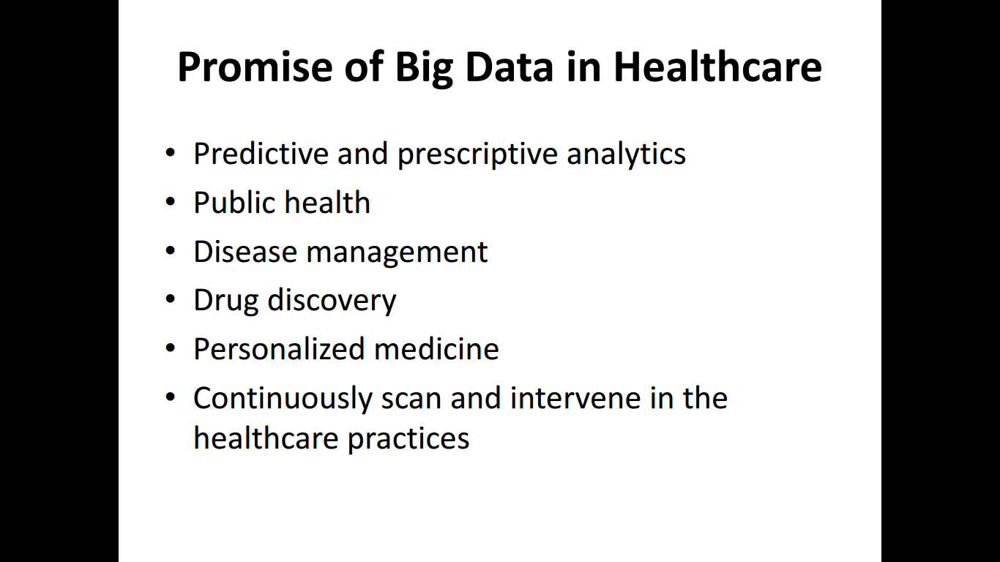 Promise of Big Data in Healthcare
• Predictive and prescriptive analytics
• Public health
• Disease management
• Drug discovery
• Personalized medicine
• Continuously scan and intervene in the
healthcare practices